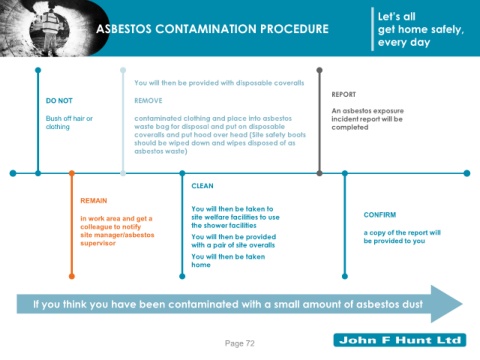 ASBESTOS CONTAMINATION PROCEDURE
Let's all
get home safely,
every day
DO NOT
Bush off hair or
clothing
You will then be provided with disposable coveralls
REMOVE
contaminated clothing and place into asbestos
waste bag for disposal and put on disposable
coveralls and put hood over head (Site safety boots
should be wiped down and wipes disposed of as
asbestos waste)
REPORT
An asbestos exposure
incident report will be
completed
REMAIN
in work area and get a
colleague to notify
site manager/asbestos
supervisor
CLEAN
You will then be taken to
site welfare facilities to use
the shower facilities
You will then be provided
with a pair of site overalls
You will then be taken
home
CONFIRM
a copy of the report will
be provided to you
If you think you have been contaminated with a small amount of asbestos dust
Page 72
John F Hunt Ltd